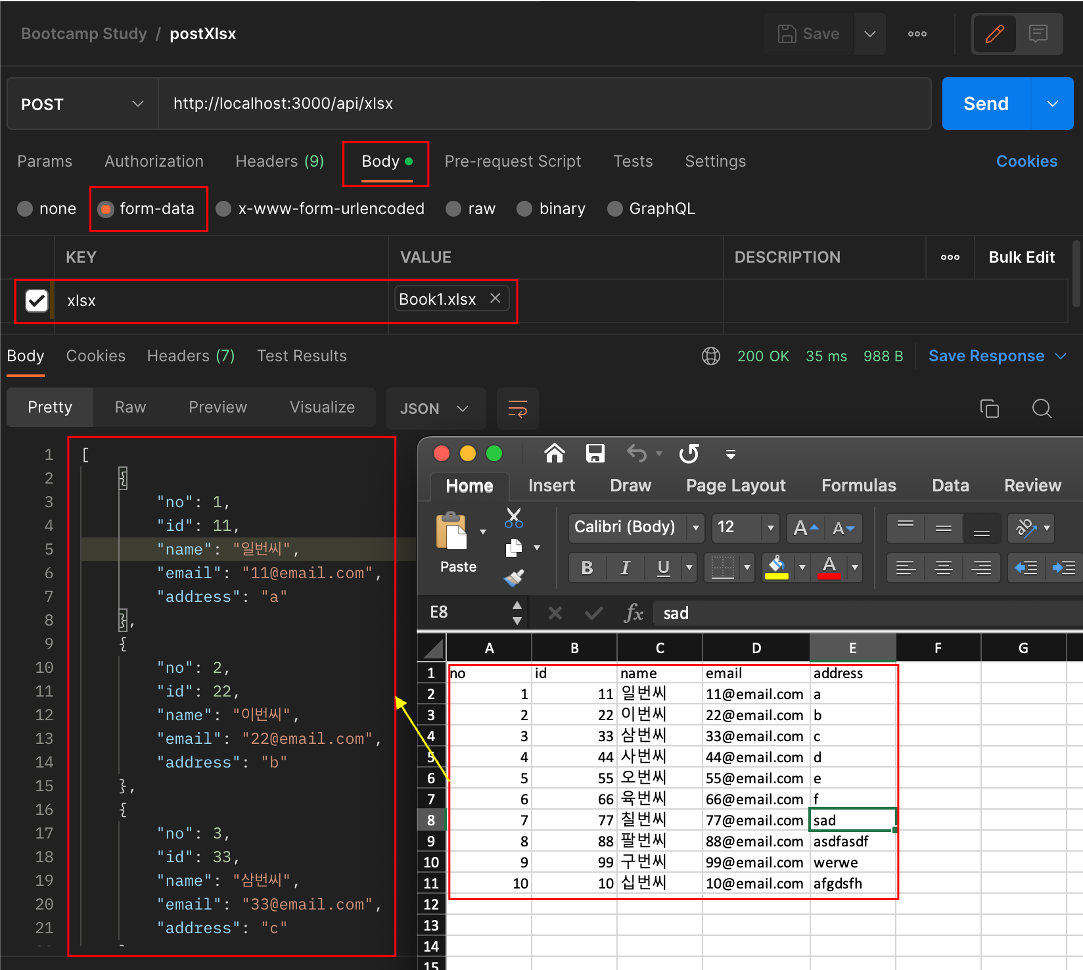 Bootcamp Study / postXlsx
Save
POST
http://localhost:3000/api/xlsx
Send
Params Authorization Headers (9) Body Pre-request Script Tests Settings Cookies
none form-data x-www-form-urlencoded raw binary GraphQL
KEY VALUE DESCRIPTION Bulk Edit
xlsx Book1.xlsx
Body Cookies Headers (7) Test Results 200 OK 35 ms 988 B Save Response
Pretty Raw Preview Visualize JSON
1 [
2 {
3 "no": 1,
4 "id": 11,
5 "name": "일번씨",
6 "email": "11@email.com",
7 "address": "a"
8 },
9 {
10 "no": 2,
11 "id": 22,
12 "name": "이번씨",
13 "email": "22@email.com",
14 "address": "b"
15 },
16 {
17 "no": 3,
18 "id": 33,
19 "name": "삼번씨",
20 "email": "33@email.com",
21 "address": "c"
Home Insert Draw Page Layout Formulas Data Review
Paste
Calibri (Body) 12 A A
B I U A ab
E8 fx sad
A B C D E F G
1 no id name email address
2 1 11 일번씨 11@email.com a
3 2 22 이번씨 22@email.com b
4 3 33 삼번씨 33@email.com c
5 4 44 사번씨 44@email.com d
6 5 55 오번씨 55@email.com e
7 6 66 육번씨 66@email.com f
8 7 77 칠번씨 77@email.com sad
9 8 88 팔번씨 88@email.com asdfasdf
10 9 99 구번씨 99@email.com werwe
11 10 10 십번씨 10@email.com afgdsfh
12
13
14
15